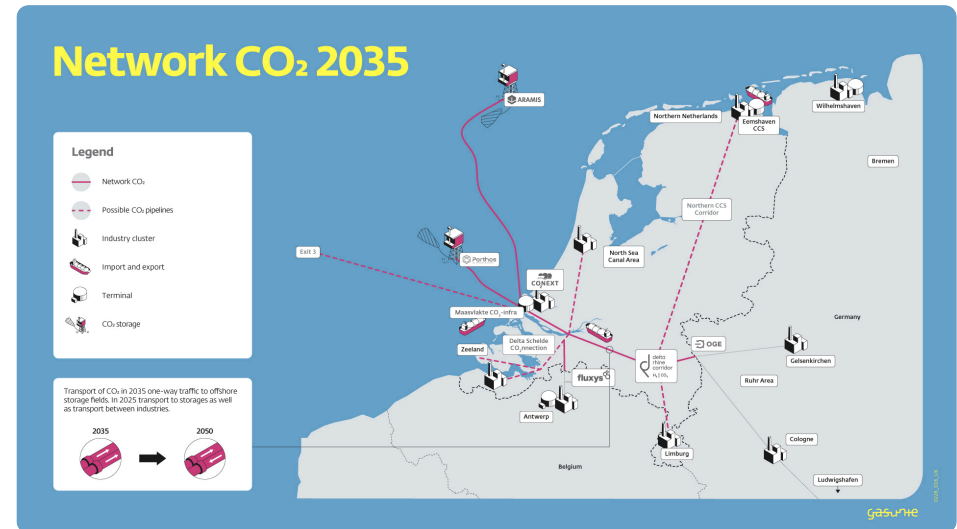 Network CO₂ 2035
ARAMIS
Northern Netherlands
Eemshaven
CCS
Wilhelmshaven
Bremen
Legend
Network CO₂
Possible CO₂ pipelines
Industry cluster
Import and export
Terminal
CO₂ storage
Northern CCS
Corridor
Exit 3
Porthos
North Sea
Canal Area
CO₂NEXT
Maasvlakte CO₂-infra
Germany
Delta Schelde
CO₂nnection
Zeeland
OGE
delta
rhine
corridor
H₂ | CO₂
Gelsenkirchen
fluxys
Ruhr Area
Antwerp
Cologne
Limburg
Belgium
Ludwigshafen
Transport of CO₂ in 2035 one-way traffic to offshore
storage fields. In 2025 transport to storages as well
as transport between industries.
2035
2050
gasunie